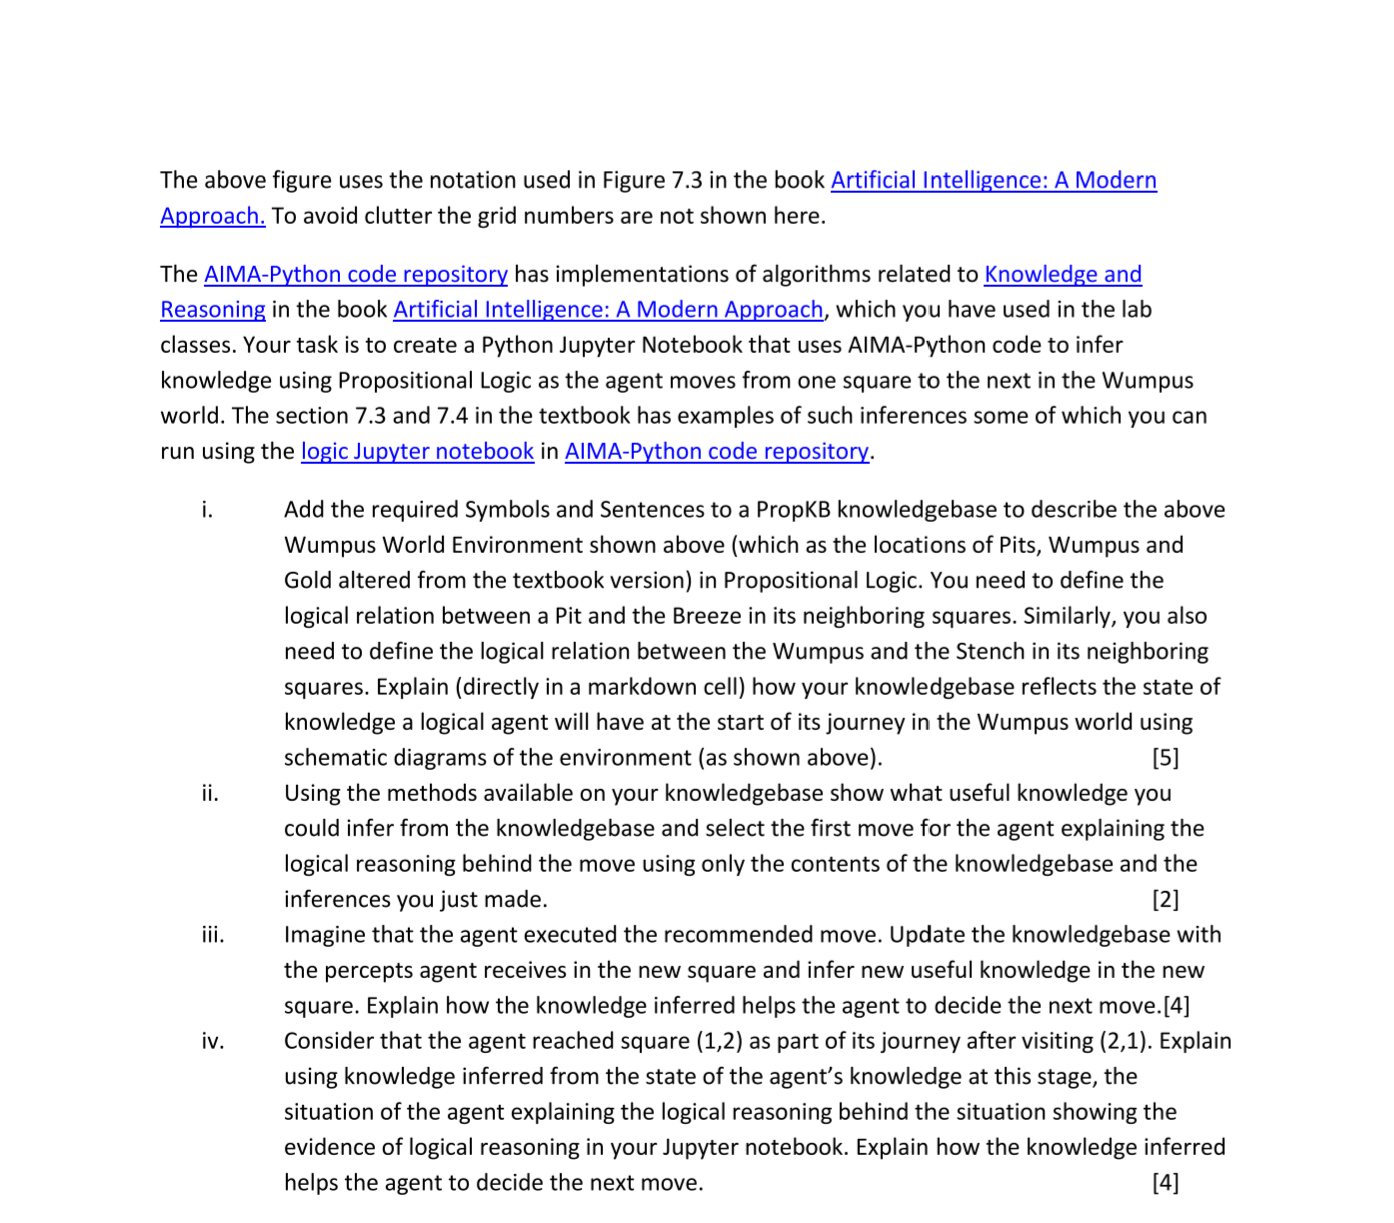 The above figure uses the notation used in Figure 7.3 in the book Artificial Intelligence: A Modern
Approach. To avoid clutter the grid numbers are not shown here.
The AIMA-Python code repository has implementations of algorithms related to Knowledge and
Reasoning in the book Artificial Intelligence: A Modern Approach, which you have used in the lab
classes. Your task is to create a Python Jupyter Notebook that uses AIMA-Python code to infer
knowledge using Propositional Logic as the agent moves from one square to the next in the Wumpus
world. The section 7.3 and 7.4 in the textbook has examples of such inferences some of which you can
run using the logic Jupyter notebook in AIMA-Python code repository.
i. Add the required Symbols and Sentences to a PropKB knowledgebase to describe the above
Wumpus World Environment shown above (which as the locations of Pits, Wumpus and
Gold altered from the textbook version) in Propositional Logic. You need to define the
logical relation between a Pit and the Breeze in its neighboring squares. Similarly, you also
need to define the logical relation between the Wumpus and the Stench in its neighboring
squares. Explain (directly in a markdown cell) how your knowledgebase reflects the state of
knowledge a logical agent will have at the start of its journey in the Wumpus world using
schematic diagrams of the environment (as shown above). [5]
ii. Using the methods available on your knowledgebase show what useful knowledge you
could infer from the knowledgebase and select the first move for the agent explaining the
logical reasoning behind the move using only the contents of the knowledgebase and the
inferences you just made. [2]
iii. Imagine that the agent executed the recommended move. Update the knowledgebase with
the percepts agent receives in the new square and infer new useful knowledge in the new
square. Explain how the knowledge inferred helps the agent to decide the next move.[4]
iv. Consider that the agent reached square (1,2) as part of its journey after visiting (2,1). Explain
using knowledge inferred from the state of the agent's knowledge at this stage, the
situation of the agent explaining the logical reasoning behind the situation showing the
evidence of logical reasoning in your Jupyter notebook. Explain how the knowledge inferred
helps the agent to decide the next move. [4]